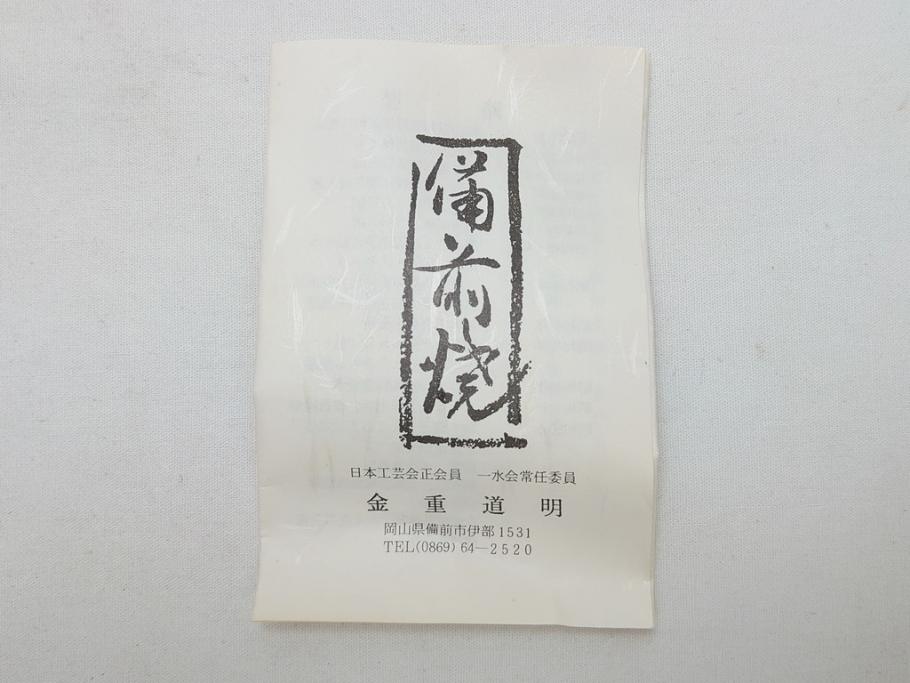 備前焼
日本工芸会正会員　一水会常任委員
金重道明
岡山県備前市伊部1531
TEL(0869) 64—2520